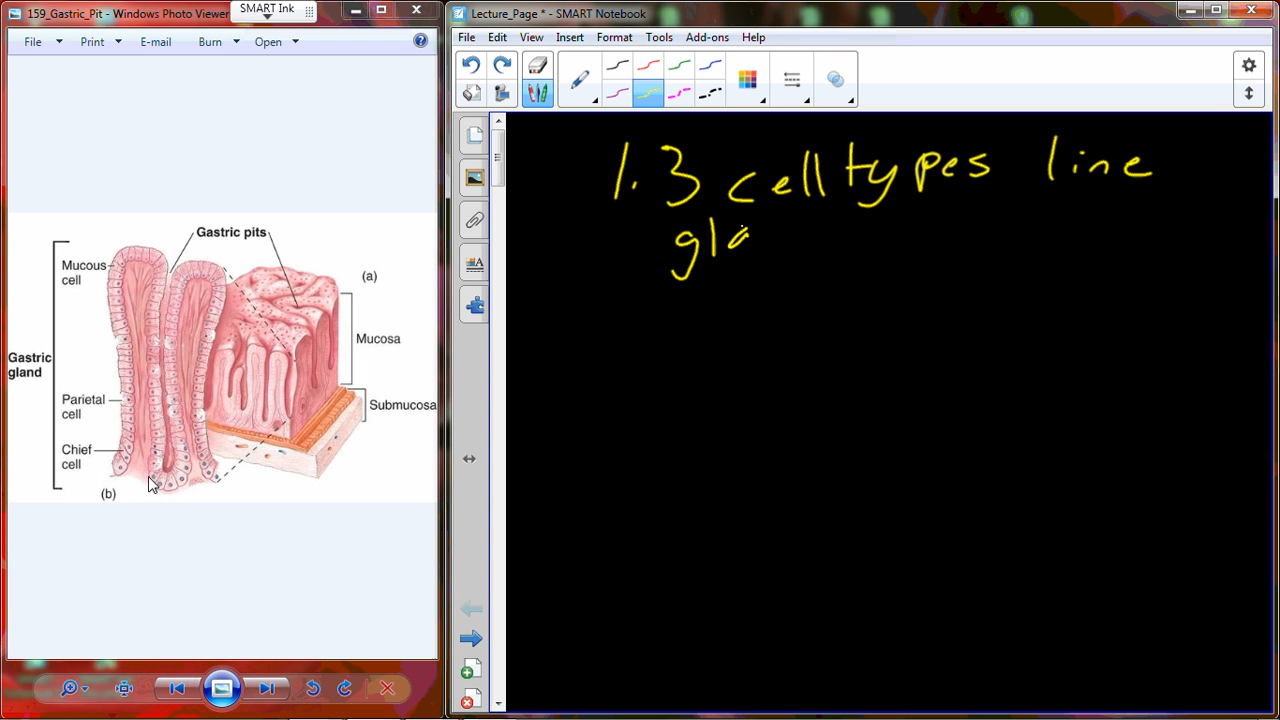 159_Gastric_Pit - Windows Photo Viewer
SMART Ink
File Print E-mail Burn Open
Gastric pits
(a)
Mucous
cell
Mucosa
Gastric
gland
Parietal
cell
Submucosa
Chief
cell
(b)
Lecture_Page * - SMART Notebook
File Edit View Insert Format Tools Add-ons Help
1. 3 cell types line
gla